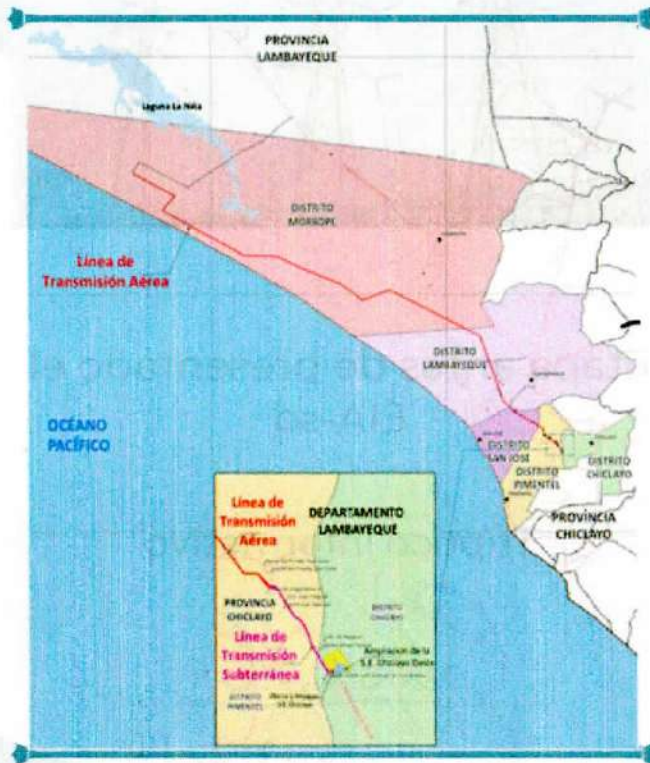 PROVINCIA
LAMBAYEQUE
Laguna La Niña
DISTRITO
MORROPE
Línea de
Transmisión Aérea
DISTRITO
LAMBAYEQUE
OCÉANO
PACÍFICO
DISTRITO
SAN JOSÉ
DISTRITO
PIMENTEL
DISTRITO
CHICLAYO
PROVINCIA
CHICLAYO
Línea de
Transmisión
Aérea
DEPARTAMENTO
LAMBAYEQUE
PROVINCIA
CHICLAYO
DISTRITO
CHICLAYO
Línea de
Transmisión
Subterránea
Ampliación de la
S.E. Chiclayo Oeste
DISTRITO
PIMENTEL